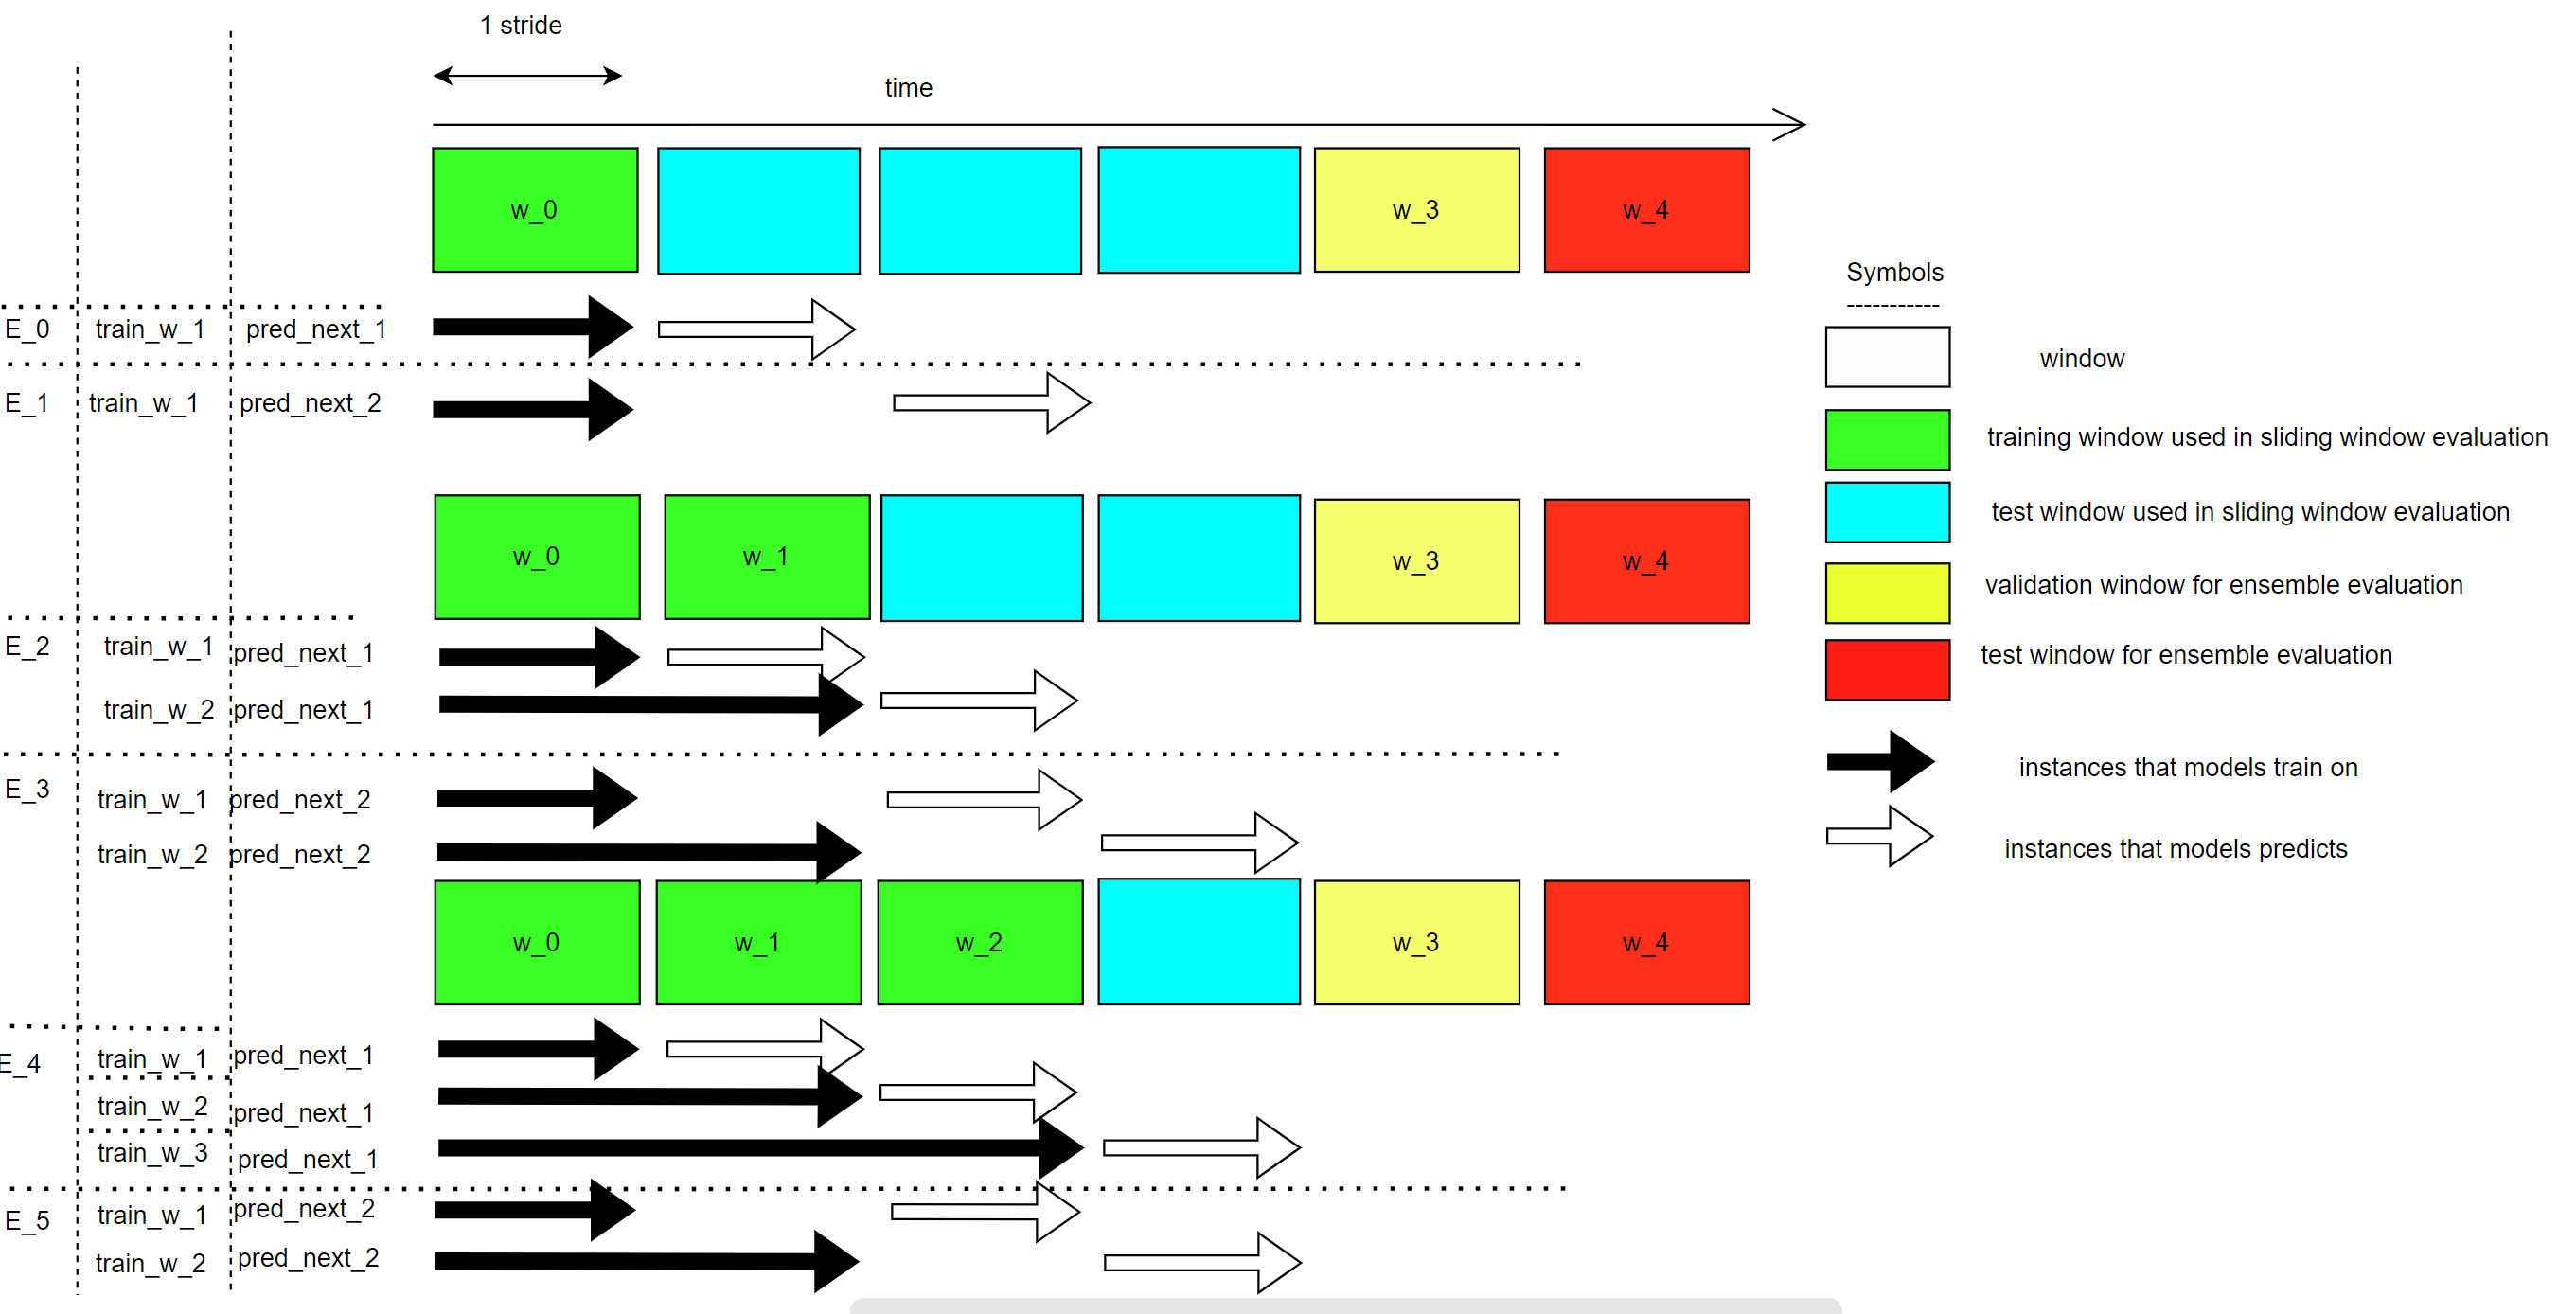 1 stride
time
w_0 w_3 w_4
E_0 train_w_1 pred_next_1
E_1 train_w_1 pred_next_2
w_0 w_1 w_3 w_4
E_2 train_w_1 pred_next_1
train_w_2 pred_next_1
E_3 train_w_1 pred_next_2
train_w_2 pred_next_2
w_0 w_1 w_2 w_3 w_4
E_4 train_w_1 pred_next_1
train_w_2 pred_next_1
train_w_3 pred_next_1
E_5 train_w_1 pred_next_2
train_w_2 pred_next_2
Symbols
-----------
window
training window used in sliding window evaluation
test window used in sliding window evaluation
validation window for ensemble evaluation
test window for ensemble evaluation
instances that models train on
instances that models predicts